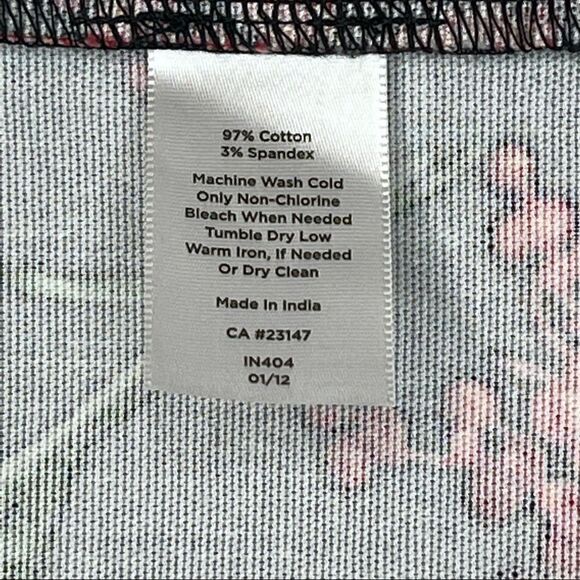 97% Cotton
3% Spandex
Machine Wash Cold
Only Non-Chlorine
Bleach When Needed
Tumble Dry Low
Warm Iron, If Needed
Or Dry Clean
Made In India
CA #23147
IN404
01/12